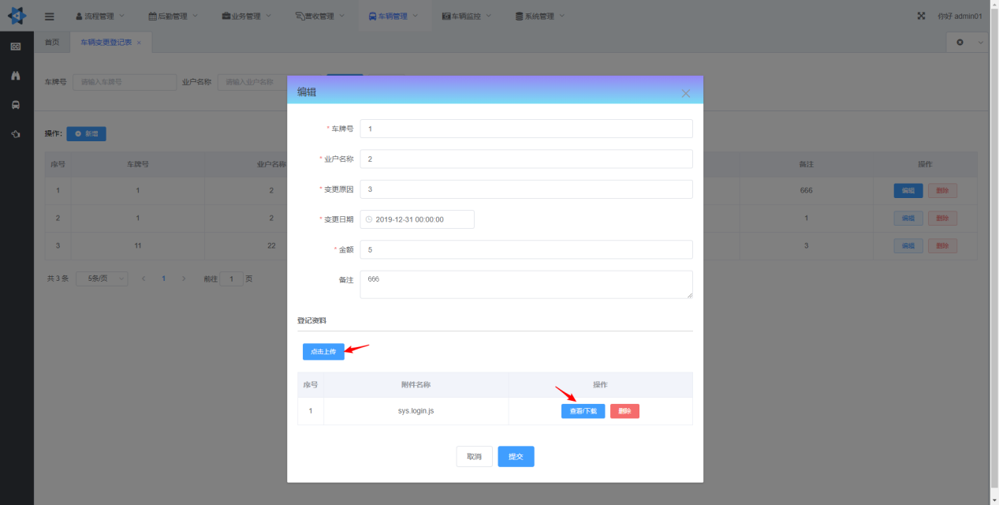 流程管理 后勤管理 业务管理 营收管理 车辆管理 车辆监控 系统管理 你好 admin01
首页 车辆变更登记表 ×
车牌号 请输入车牌号 业户名称 请输入业户名称
操作: 新增
序号 车牌号 业户名称 备注 操作
1 1 2 666 编辑 删除
2 1 2 1 编辑 删除
3 11 22 3 编辑 删除
共 3 条 5条/页 1 前往 1 页
编辑
* 车牌号 1
* 业户名称 2
* 变更原因 3
* 变更日期 2019-12-31 00:00:00
* 金额 5
备注 666
登记资料
点击上传
序号 附件名称 操作
1 sys.login.js 查看/下载 删除
取消 提交